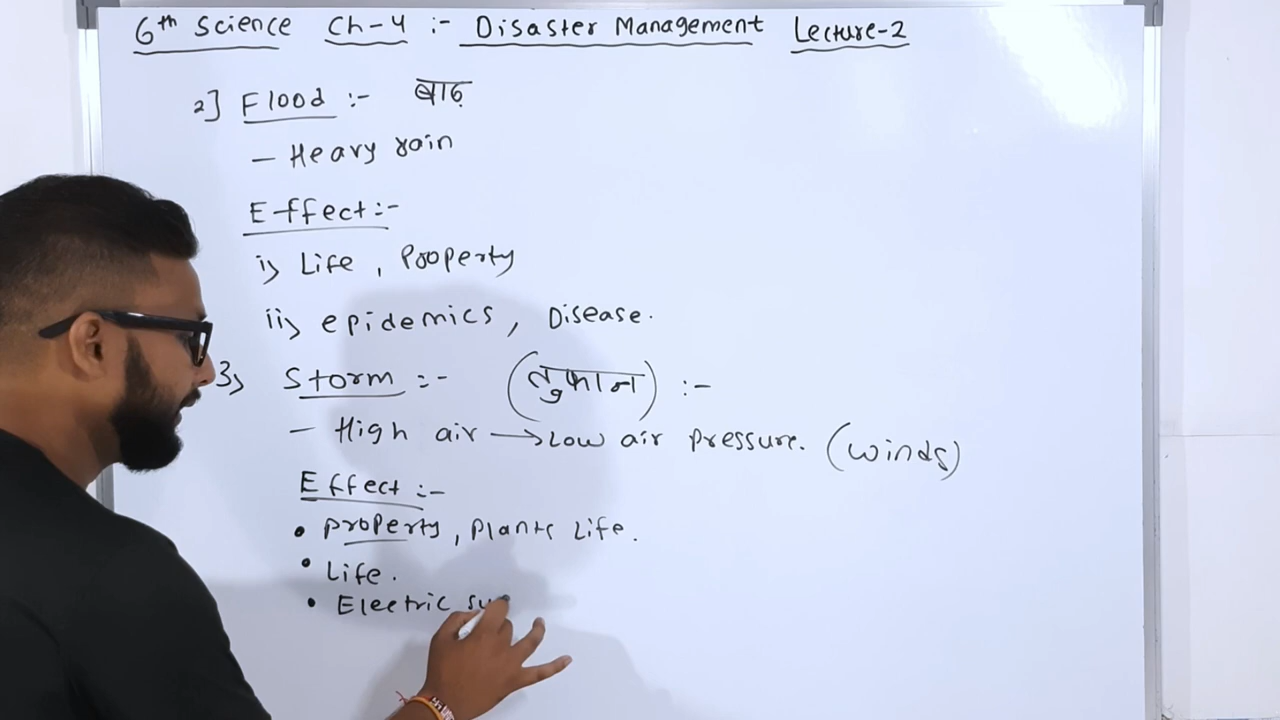 6th Science Ch-4 :- Disaster Management Lecture-2
2] Flood :- बाढ़
- Heavy rain
Effect:-
i) Life, Property
ii) epidemics, Disease.
3) Storm :- (तुफान) :-
- High air → Low air pressure. (winds)
Effect :-
• property, plants Life.
• Life.
• Electric su